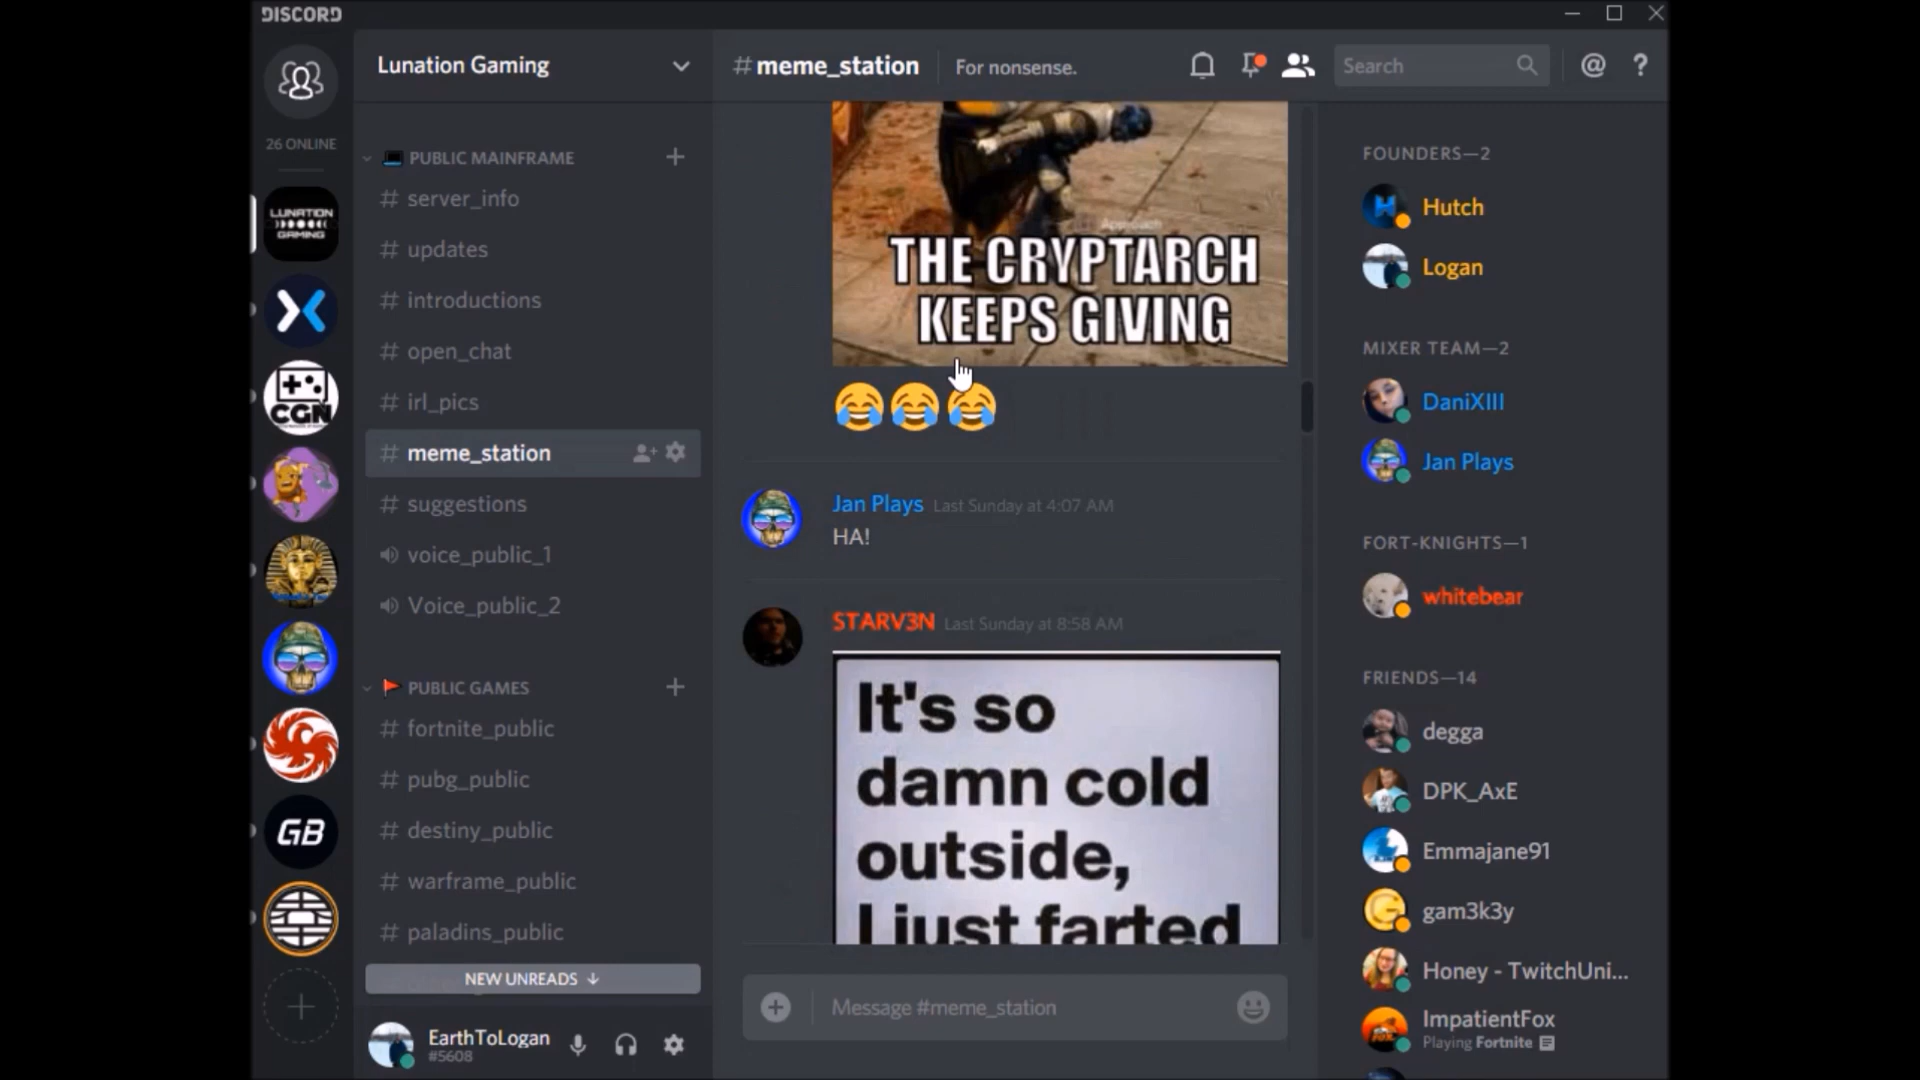 DISCORD
26 ONLINE
LUNATION
GAMING
CGN
GB
Lunation Gaming
PUBLIC MAINFRAME
# server_info
# updates
# introductions
# open_chat
# irl_pics
# meme_station
# suggestions
voice_public_1
Voice_public_2
PUBLIC GAMES
# fortnite_public
# pubg_public
# destiny_public
# warframe_public
# paladins_public
NEW UNREADS ↓
EarthToLogan
#5608
# meme_station
For nonsense.
Search
@ ?
THE CRYPTARCH
KEEPS GIVING
😂😂😂
Jan Plays Last Sunday at 4:07 AM
HA!
STARV3N Last Sunday at 8:58 AM
It's so
damn cold
outside,
I just farted
Message #meme_station
FOUNDERS—2
Hutch
Logan
MIXER TEAM—2
DaniXIII
Jan Plays
FORT-KNIGHTS—1
whitebear
FRIENDS—14
degga
DPK_AxE
Emmajane91
gam3k3y
Honey - TwitchUni...
ImpatientFox
Playing Fortnite